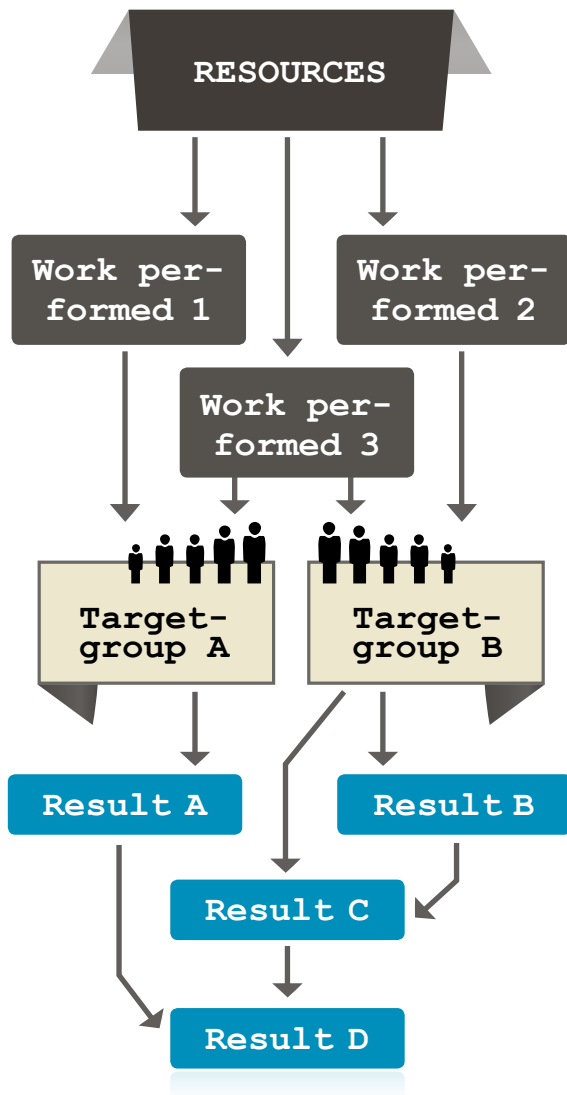 RESOURCES
Work per-
formed 1
Work per-
formed 2
Work per-
formed 3
Target-
group A
Target-
group B
Result A
Result B
Result C
Result D